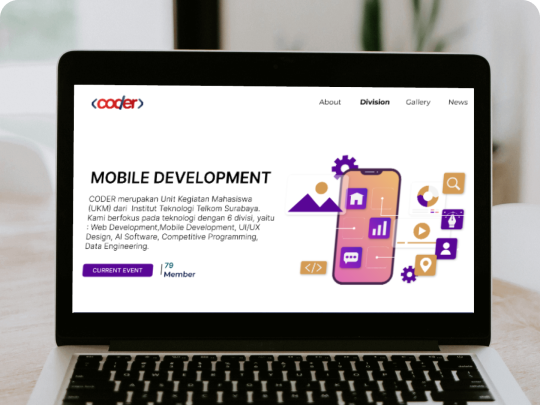 <coder>
About Division Gallery News
MOBILE DEVELOPMENT
CODER merupakan Unit Kegiatan Mahasiswa
(UKM) dari Institut Teknologi Telkom Surabaya.
Kami berfokus pada teknologi dengan 6 divisi, yaitu
: Web Development,Mobile Development, UI/UX
Design, AI Software, Competitive Programming,
Data Engineering.
CURRENT EVENT
79
Member
</>